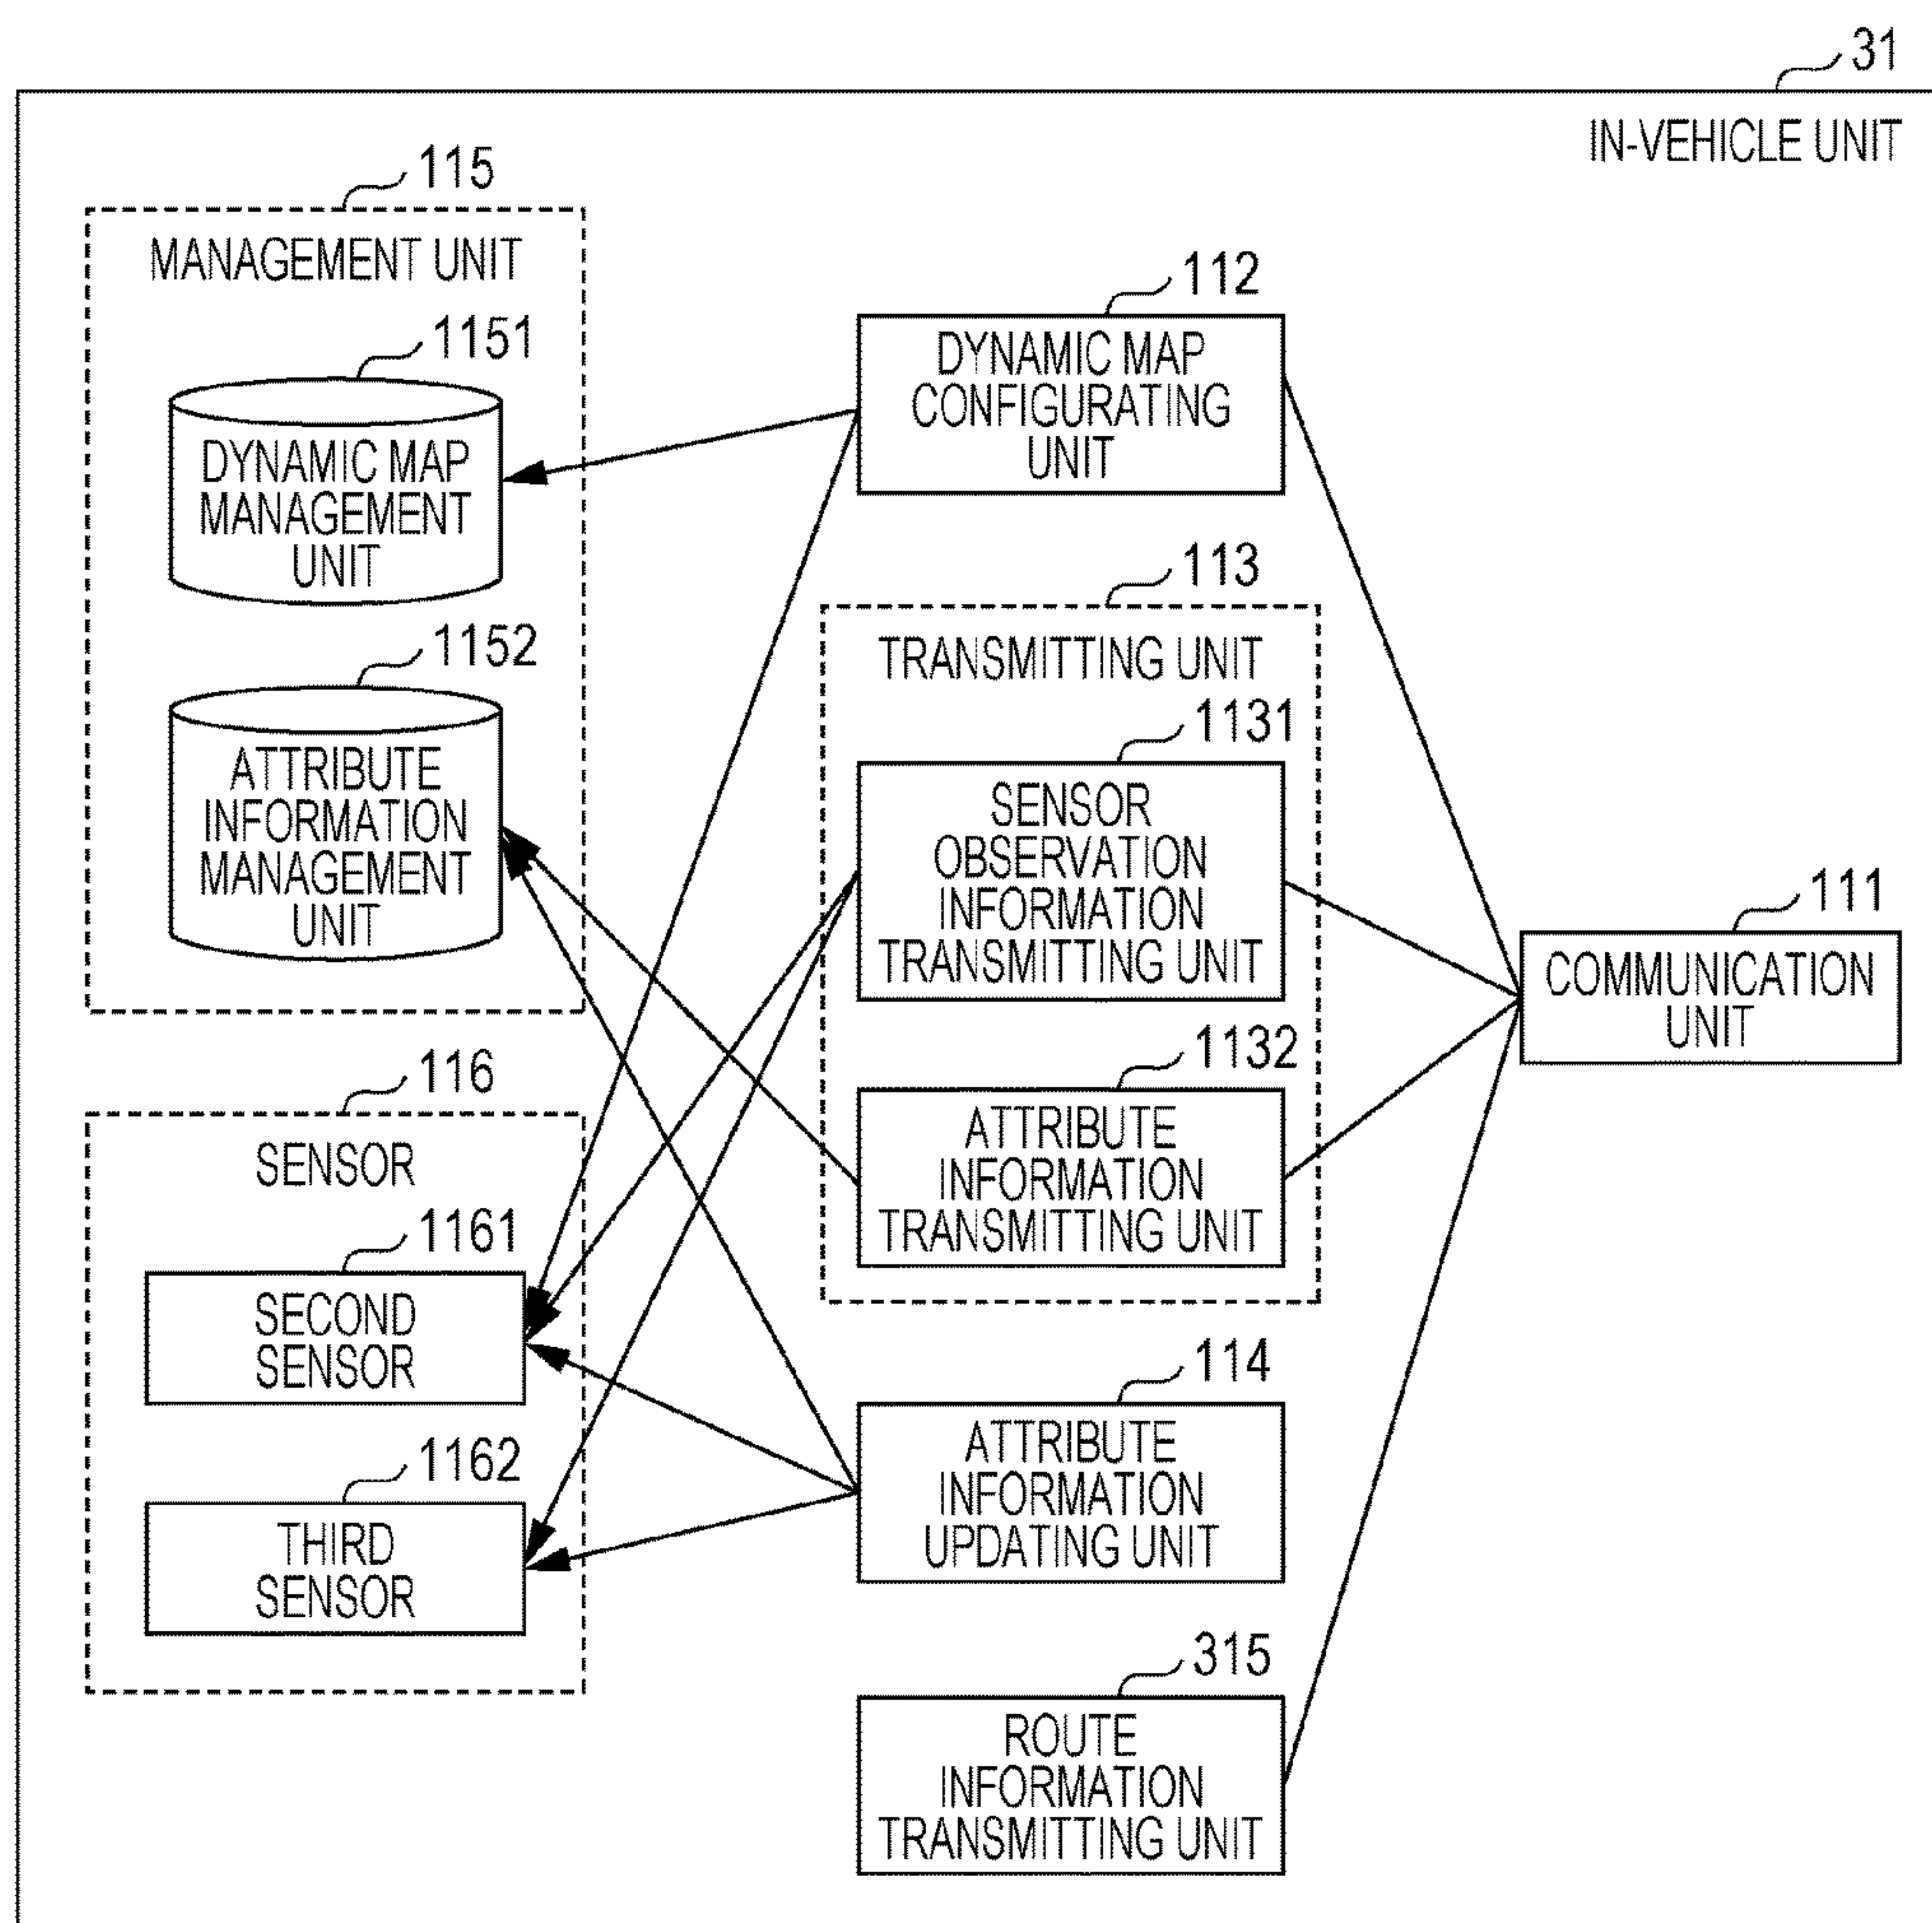 31
IN-VEHICLE UNIT
115
MANAGEMENT UNIT
1151
DYNAMIC MAP
MANAGEMENT
UNIT
1152
ATTRIBUTE
INFORMATION
MANAGEMENT
UNIT
116
SENSOR
1161
SECOND
SENSOR
1162
THIRD
SENSOR
112
DYNAMIC MAP
CONFIGURATING
UNIT
113
TRANSMITTING UNIT
1131
SENSOR
OBSERVATION
INFORMATION
TRANSMITTING UNIT
1132
ATTRIBUTE
INFORMATION
TRANSMITTING UNIT
114
ATTRIBUTE
INFORMATION
UPDATING UNIT
315
ROUTE
INFORMATION
TRANSMITTING UNIT
111
COMMUNICATION
UNIT